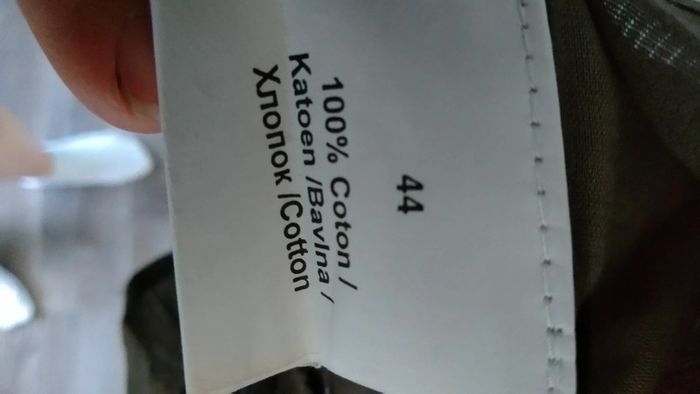 44
100% Coton /
Katoen /Bavlna /
Хлопок /Cotton